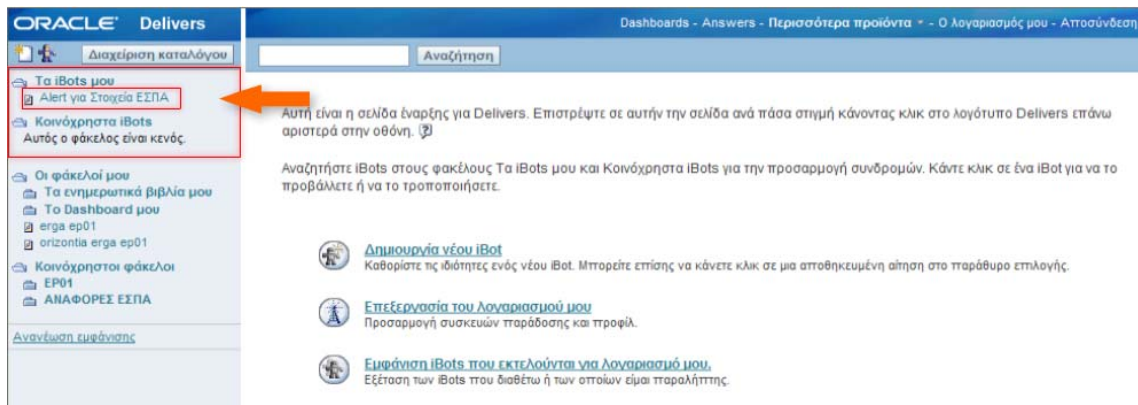 ORACLE Delivers
Dashboards - Answers - Περισσότερα προϊόντα - Ο λογαριασμός μου - Αποσύνδεση
Διαχείριση καταλόγου
Αναζήτηση
Τα iBots μου
Alert για Στοιχεία ΕΣΠΑ
Κοινόχρηστα iBots
Αυτός ο φάκελος είναι κενός.
Οι φάκελοί μου
Τα ενημερωτικά βιβλία μου
Το Dashboard μου
erga ep01
orizontia erga ep01
Κοινόχρηστοι φάκελοι
EP01
ΑΝΑΦΟΡΕΣ ΕΣΠΑ
Ανανέωση εμφάνισης
Αυτή είναι η σελίδα έναρξης για Delivers. Επιστρέψτε σε αυτήν την σελίδα ανά πάσα στιγμή κάνοντας κλικ στο λογότυπο Delivers επάνω
αριστερά στην οθόνη.
Αναζητήστε iBots στους φακέλους Τα iBots μου και Κοινόχρηστα iBots για την προσαρμογή συνδρομών. Κάντε κλικ σε ένα iBot για να το
προβάλλετε ή να το τροποποιήσετε.
Δημιουργία νέου iBot
Καθορίστε τις ιδιότητες ενός νέου iBot. Μπορείτε επίσης να κάνετε κλικ σε μια αποθηκευμένη αίτηση στο παράθυρο επιλογής.
Επεξεργασία του λογαριασμού μου
Προσαρμογή συσκευών παράδοσης και προφίλ.
Εμφάνιση iBots που εκτελούνται για λογαριασμό μου.
Εξέταση των iBots που διαθέτω ή των οποίων είμαι παραλήπτης.